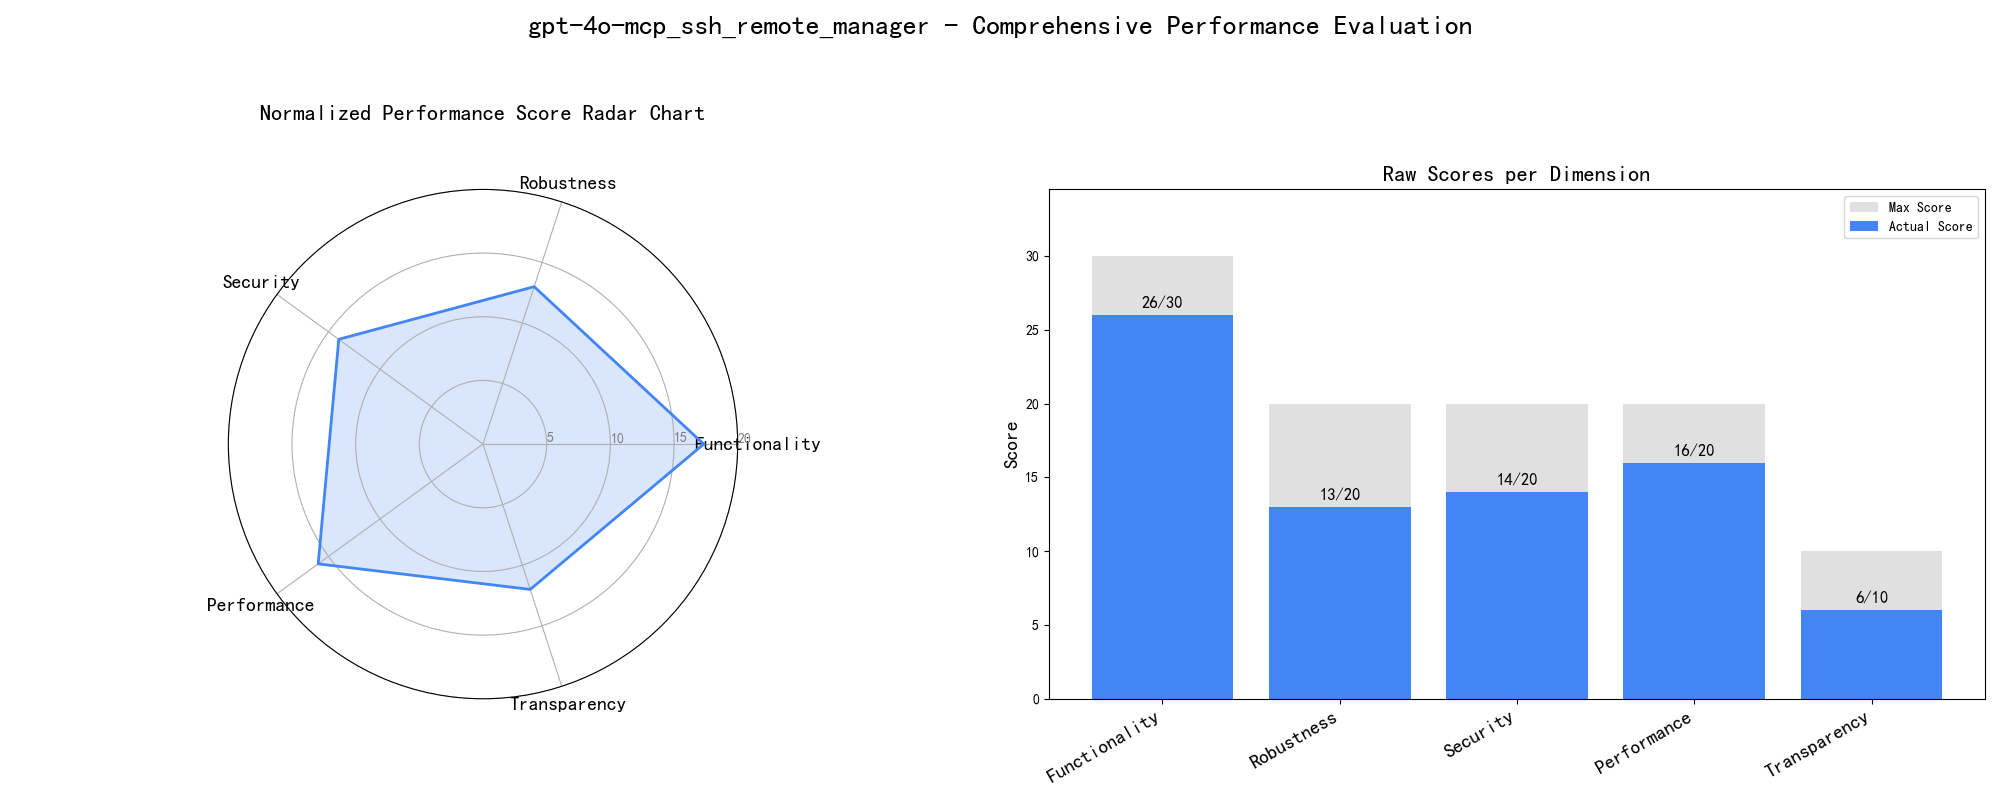 gpt-4o-mcp_ssh_remote_manager - Comprehensive Performance Evaluation
Normalized Performance Score Radar Chart
Robustness
Security
Functionality
5
10
15
20
Performance
Transparency
Raw Scores per Dimension
Max Score
Actual Score
Score
30
25
20
15
10
5
0
26/30
13/20
14/20
16/20
6/10
Functionality
Robustness
Security
Performance
Transparency